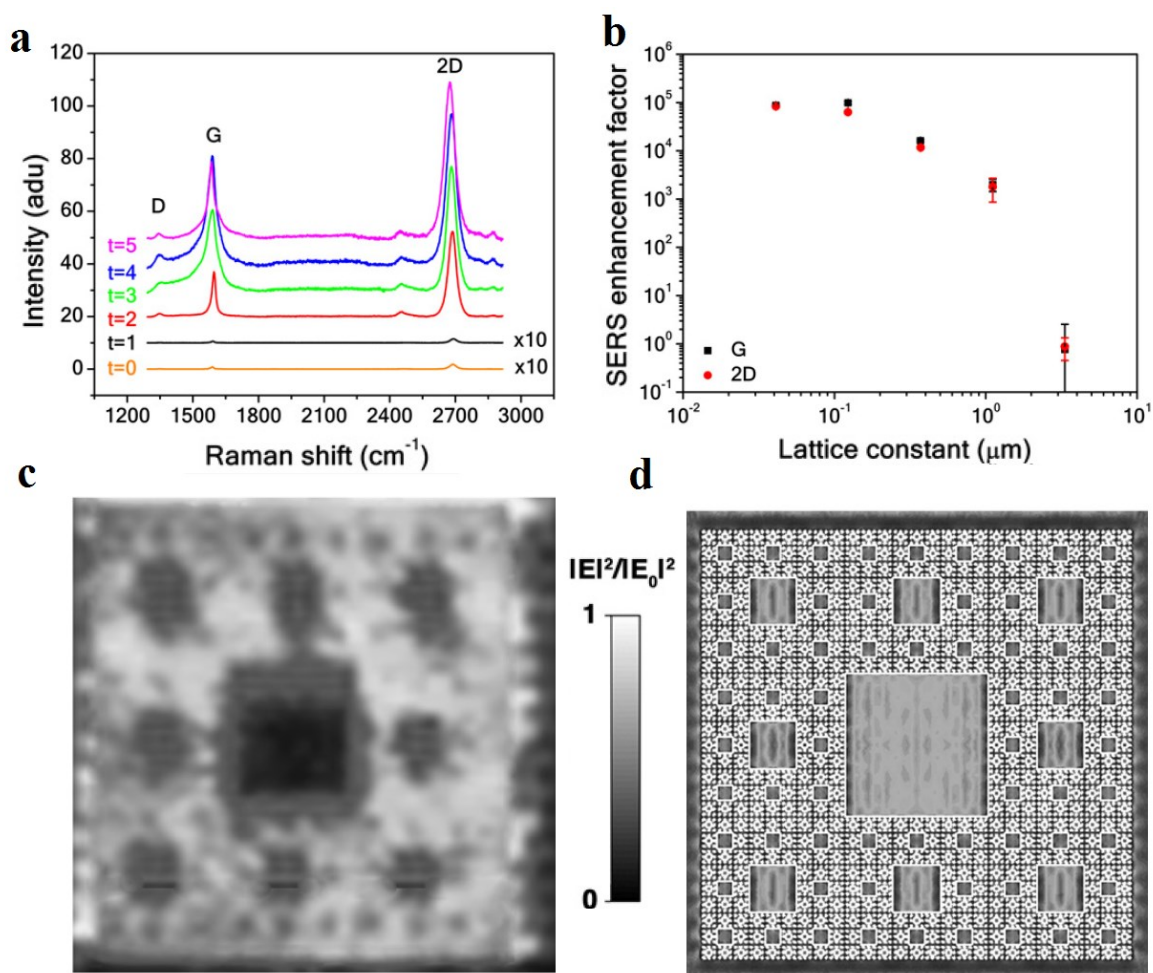 a
120
100
80
60
40
20
0
Intensity (adu)
D
G
2D
t=5
t=4
t=3
t=2
t=1
x10
t=0
x10
1200 1500 1800 2100 2400 2700 3000
Raman shift (cm⁻¹)
b
10⁶
10⁵
10⁴
10³
10²
10¹
10⁰
10⁻¹
SERS enhancement factor
G
2D
10⁻² 10⁻¹ 10⁰ 10¹
Lattice constant (μm)
c
|E|²/|E₀|²
1
0
d